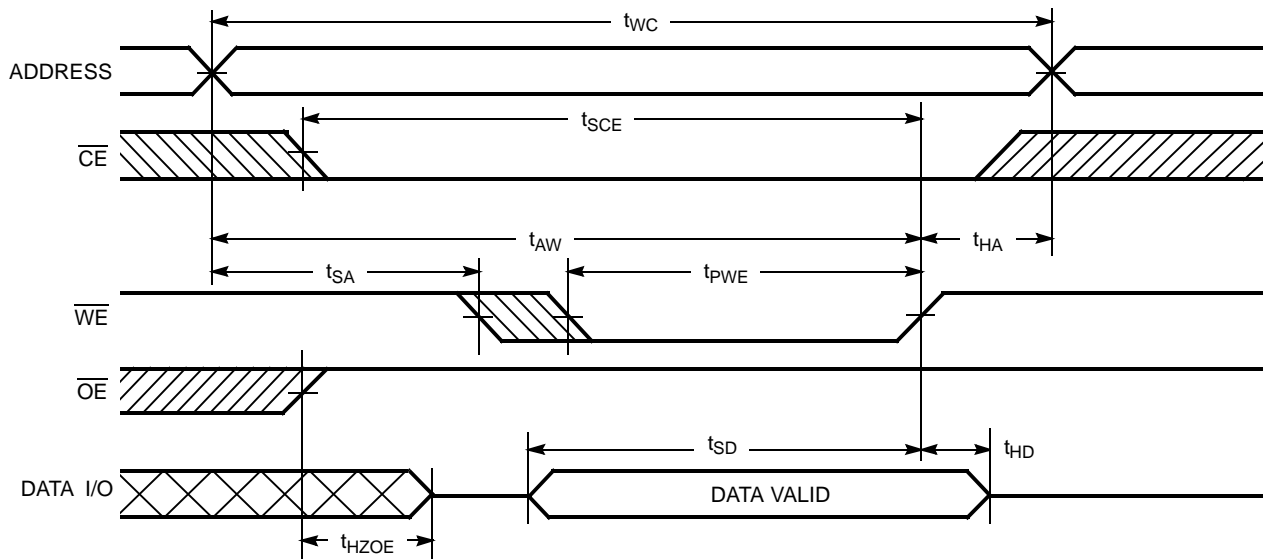 tWC
ADDRESS
tSCE
CE
tAW
tHA
tSA
tPWE
WE
OE
tSD
tHD
DATA I/O
DATA VALID
tHZOE